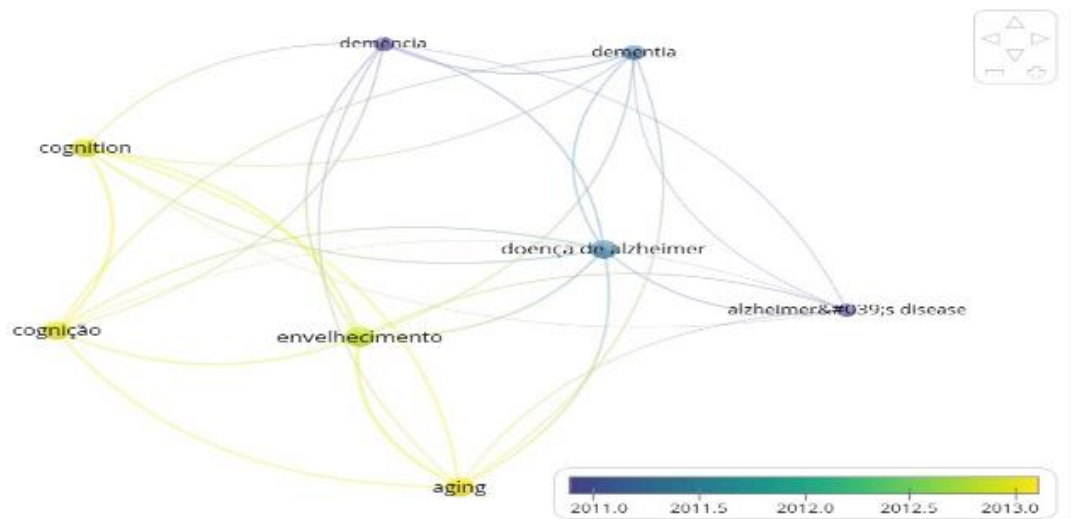 demência
dementia
cognition
doença de alzheimer
alzheimer&#039;s disease
cognição
envelhecimento
aging
2011.0 2011.5 2012.0 2012.5 2013.0